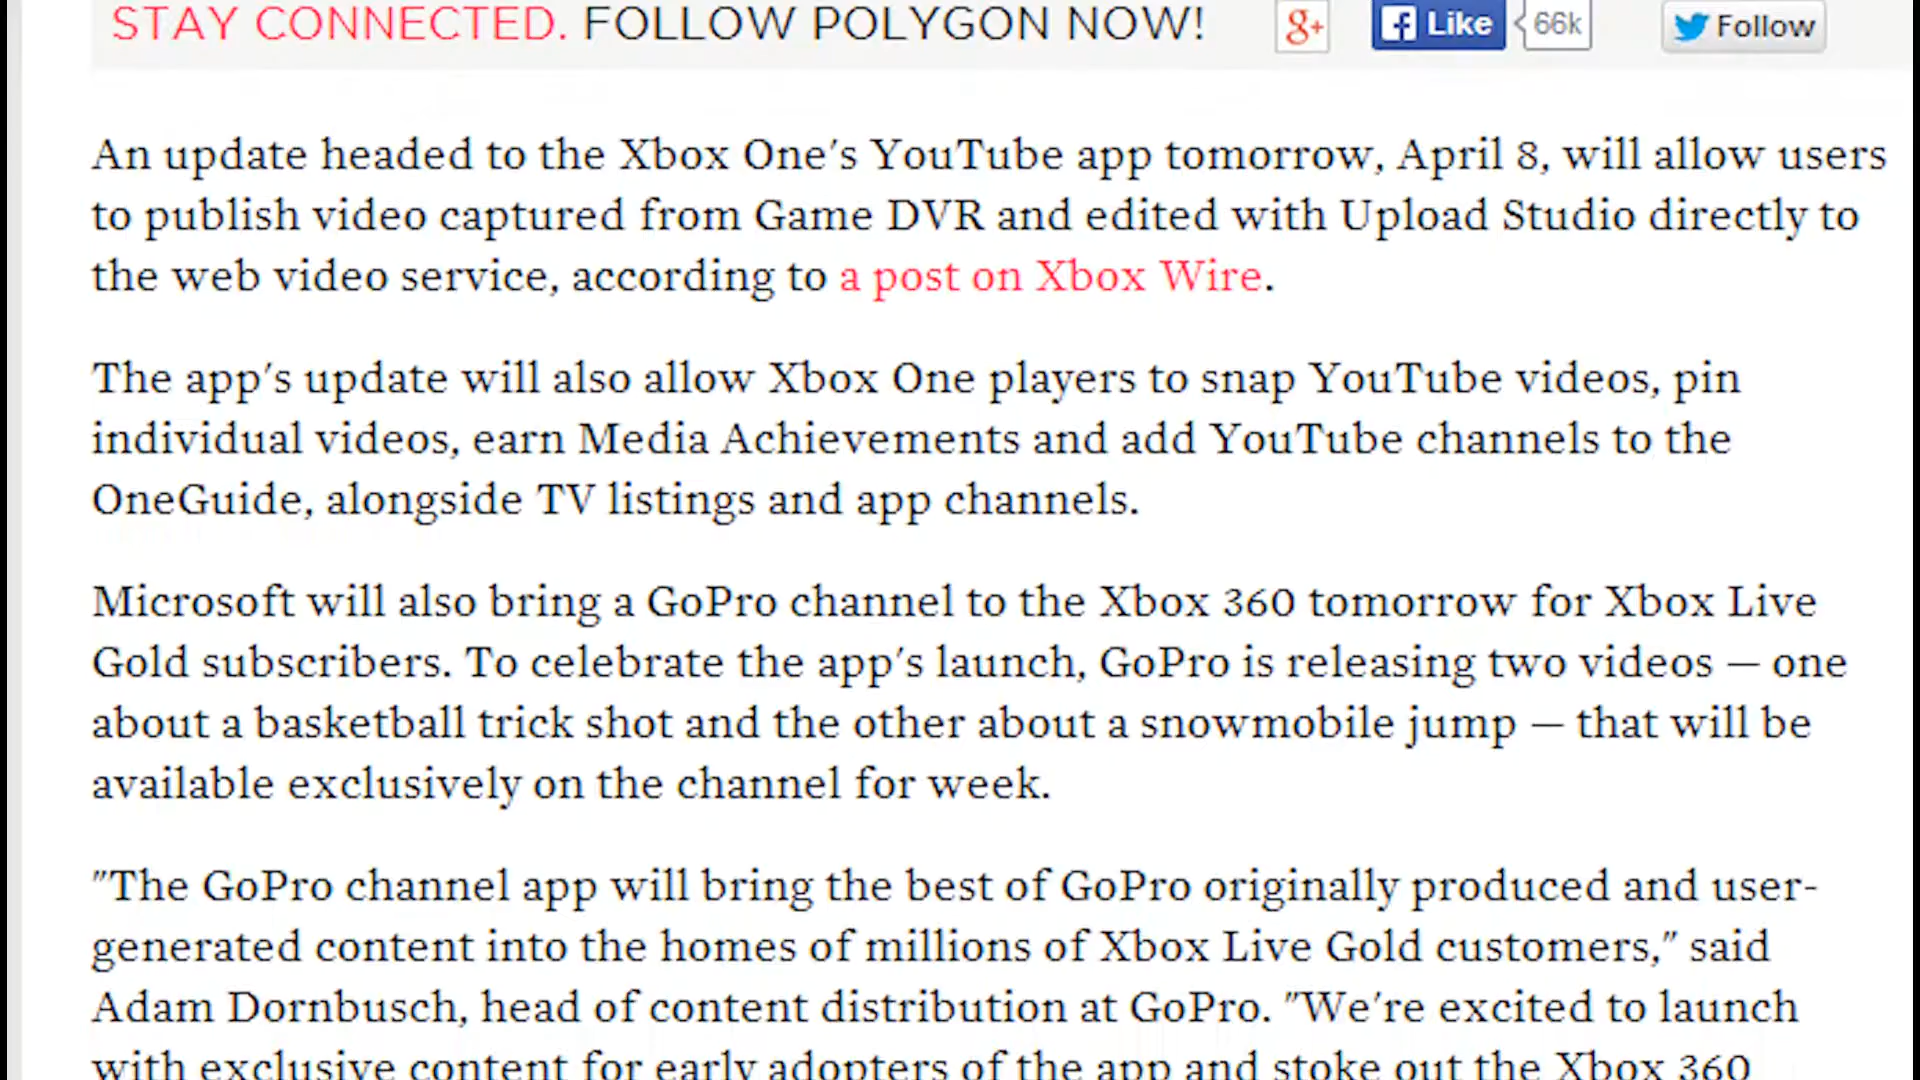 STAY CONNECTED. FOLLOW POLYGON NOW! g+ Like 66k Follow
An update headed to the Xbox One's YouTube app tomorrow, April 8, will allow users
to publish video captured from Game DVR and edited with Upload Studio directly to
the web video service, according to a post on Xbox Wire.
The app's update will also allow Xbox One players to snap YouTube videos, pin
individual videos, earn Media Achievements and add YouTube channels to the
OneGuide, alongside TV listings and app channels.
Microsoft will also bring a GoPro channel to the Xbox 360 tomorrow for Xbox Live
Gold subscribers. To celebrate the app's launch, GoPro is releasing two videos — one
about a basketball trick shot and the other about a snowmobile jump — that will be
available exclusively on the channel for week.
"The GoPro channel app will bring the best of GoPro originally produced and user-
generated content into the homes of millions of Xbox Live Gold customers," said
Adam Dornbusch, head of content distribution at GoPro. "We're excited to launch
with exclusive content for early adopters of the app and stoke out the Xbox 360